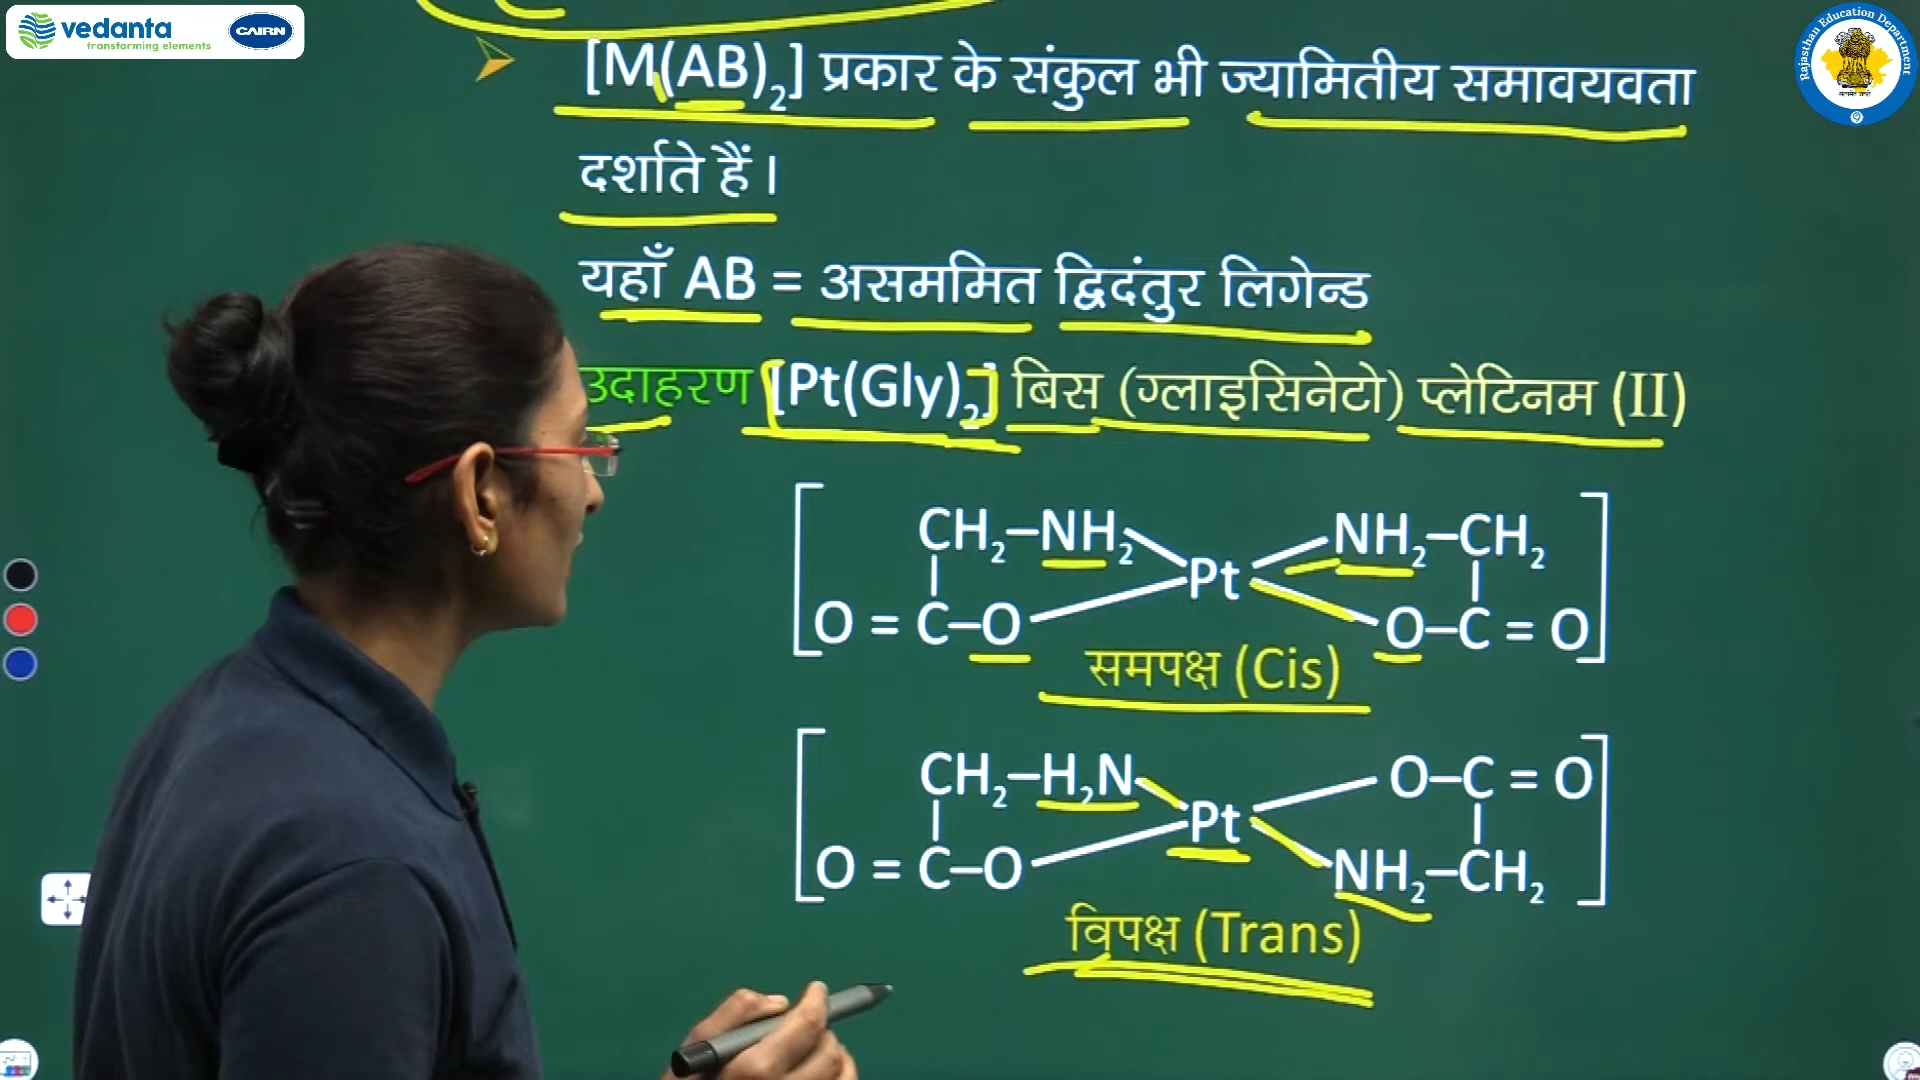 vedanta
transforming elements
CAIRN
Rajasthan Education Department
[M(AB)₂] प्रकार के संकुल भी ज्यामितीय समावयवता
दर्शाते हैं।
यहाँ AB = असममित द्विदंतुर लिगेन्ड
उदाहरण [Pt(Gly)₂] बिस (ग्लाइसिनेटो) प्लेटिनम (II)
CH₂–NH₂ NH₂–CH₂
Pt
O = C–O O–C = O
समपक्ष (Cis)
CH₂–H₂N O–C = O
Pt
O = C–O NH₂–CH₂
विपक्ष (Trans)